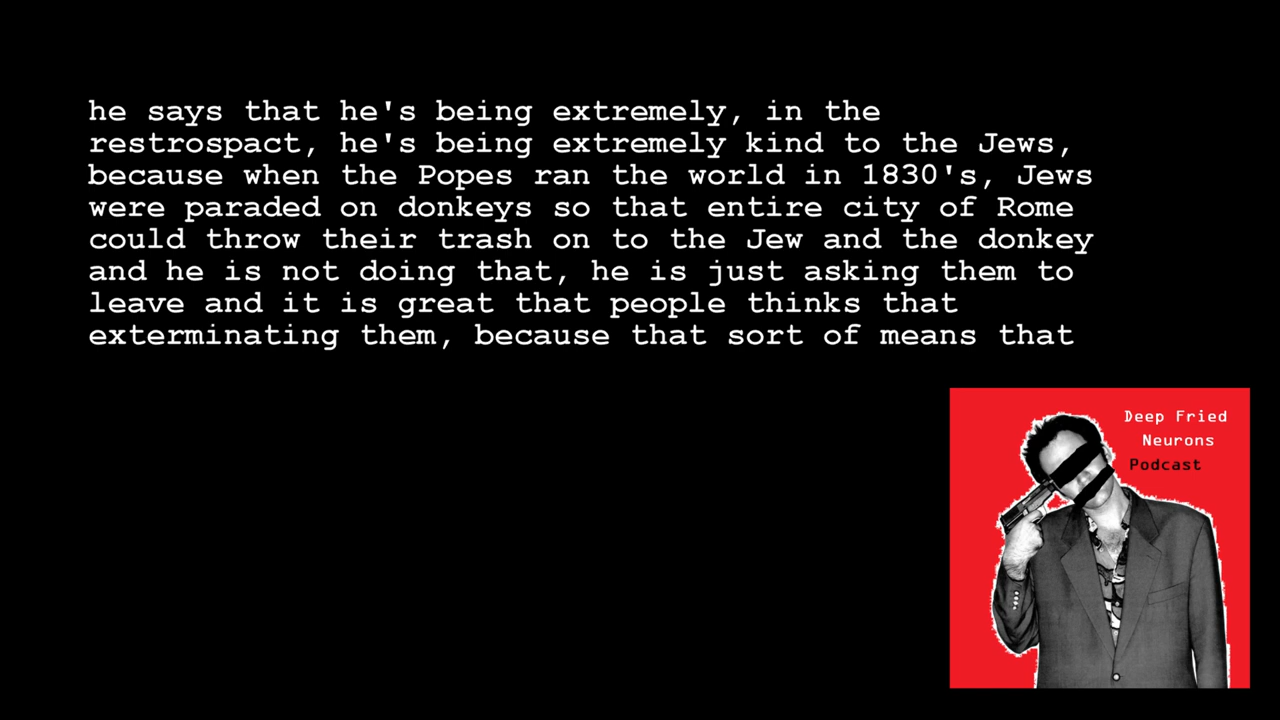 he says that he's being extremely, in the
restrospact, he's being extremely kind to the Jews,
because when the Popes ran the world in 1830's, Jews
were paraded on donkeys so that entire city of Rome
could throw their trash on to the Jew and the donkey
and he is not doing that, he is just asking them to
leave and it is great that people thinks that
exterminating them, because that sort of means that
Deep Fried
Neurons
Podcast